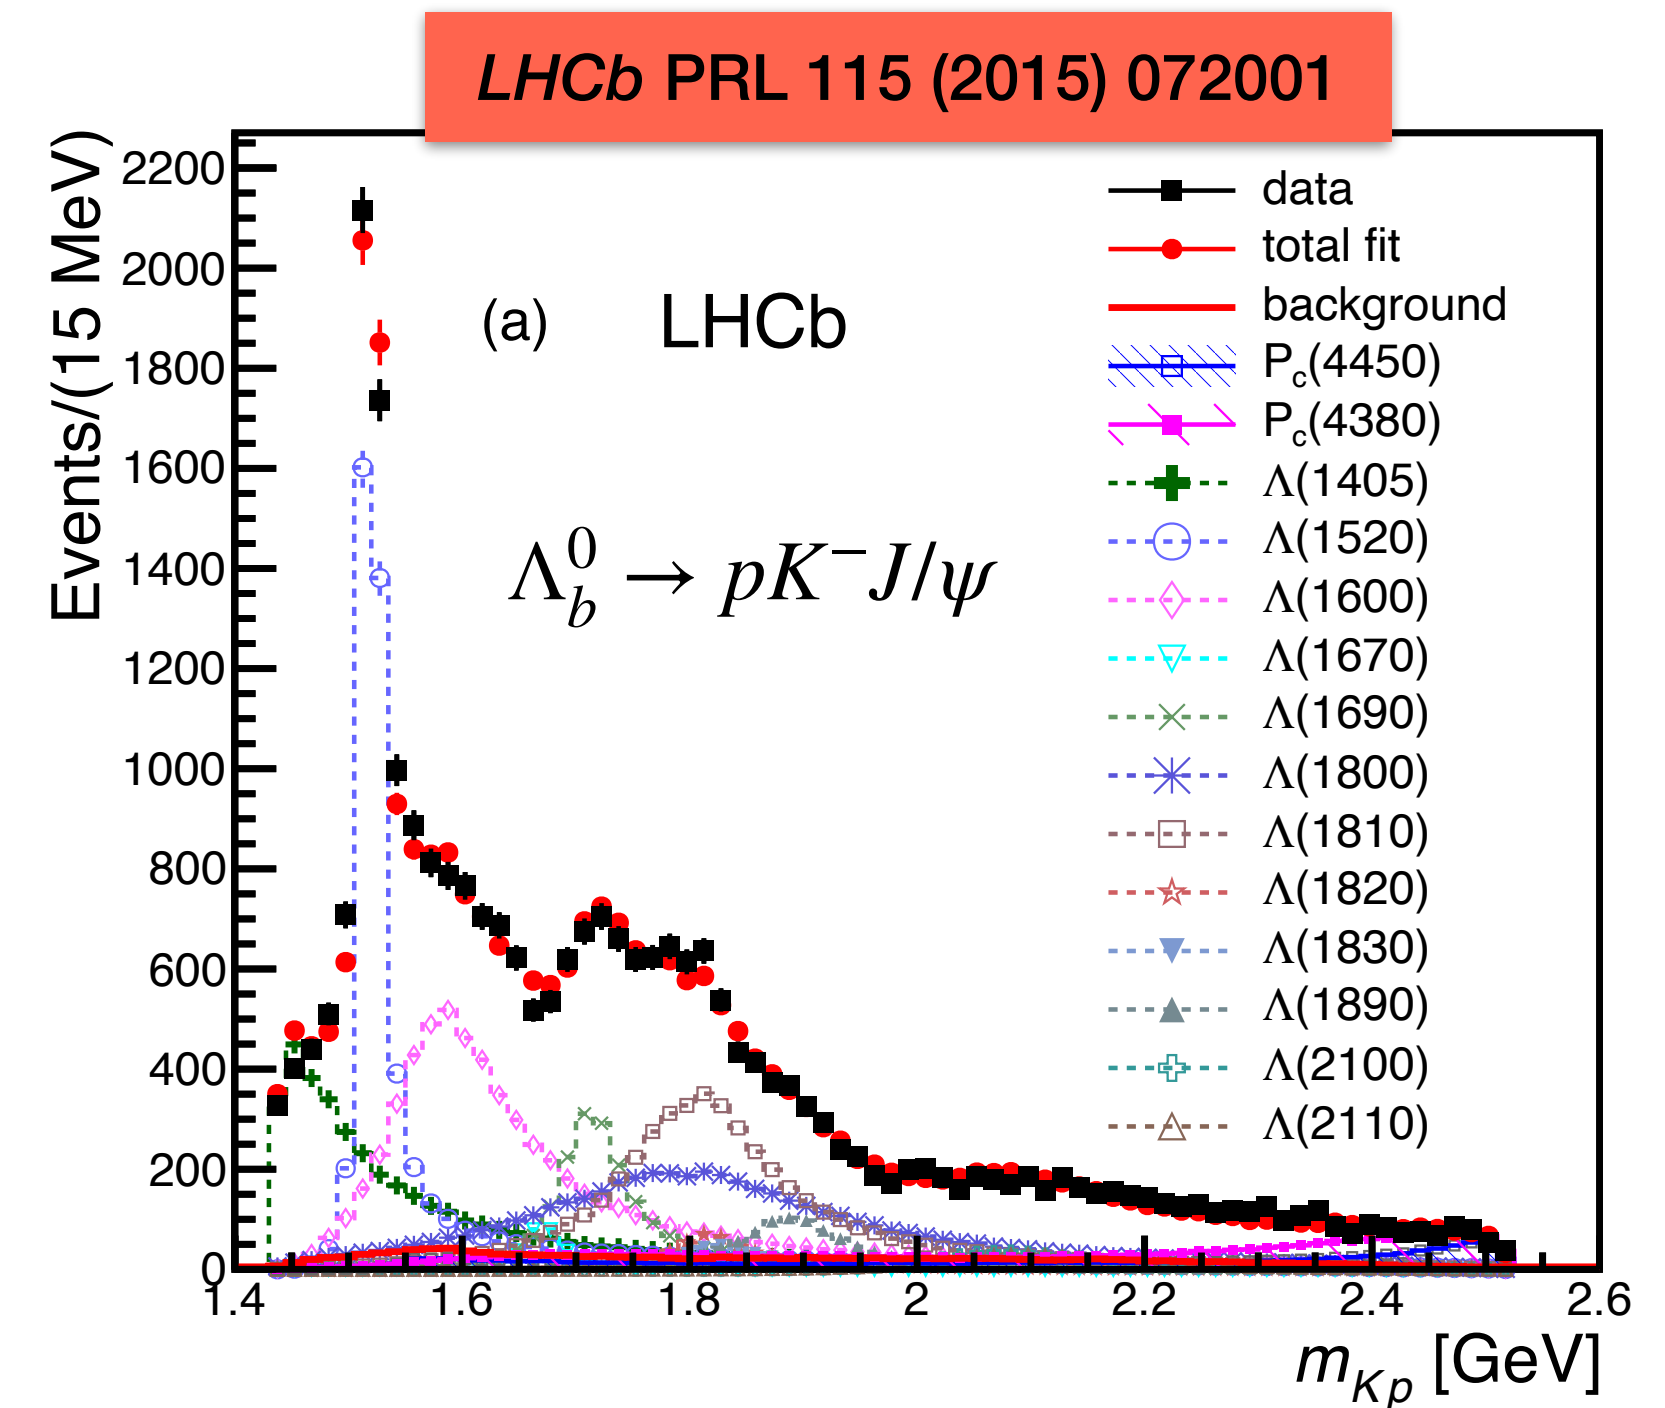 LHCb PRL 115 (2015) 072001
Events/(15 MeV)
2200
2000
1800
1600
1400
1200
1000
800
600
400
200
0
(a) LHCb
Λ⁰_b → pK⁻J/ψ
data
total fit
background
P_c(4450)
P_c(4380)
Λ(1405)
Λ(1520)
Λ(1600)
Λ(1670)
Λ(1690)
Λ(1800)
Λ(1810)
Λ(1820)
Λ(1830)
Λ(1890)
Λ(2100)
Λ(2110)
1.4 1.6 1.8 2 2.2 2.4 2.6
m_Kp [GeV]